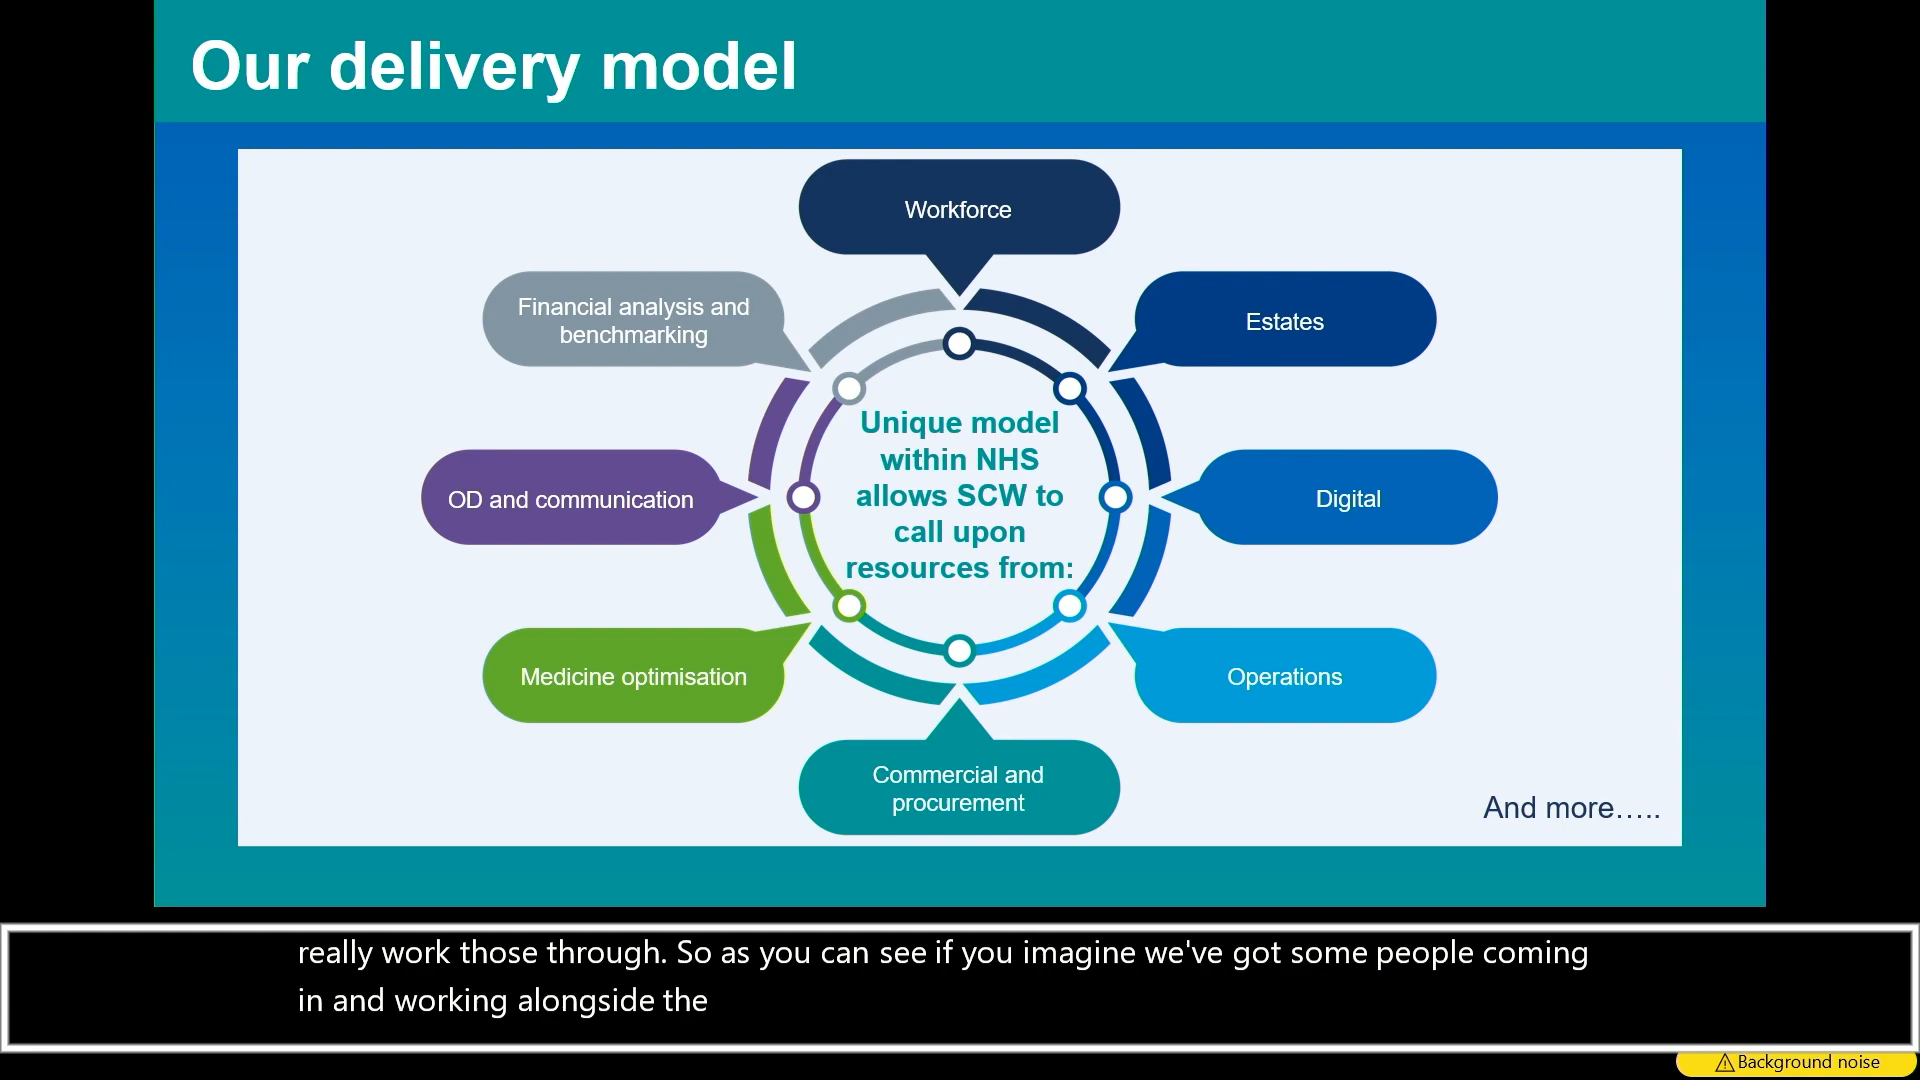 Our delivery model
Workforce
Financial analysis and
benchmarking
Estates
Unique model
within NHS
allows SCW to
call upon
resources from:
OD and communication
Digital
Medicine optimisation
Operations
Commercial and
procurement
And more…..
really work those through. So as you can see if you imagine we've got some people coming
in and working alongside the
Background noise